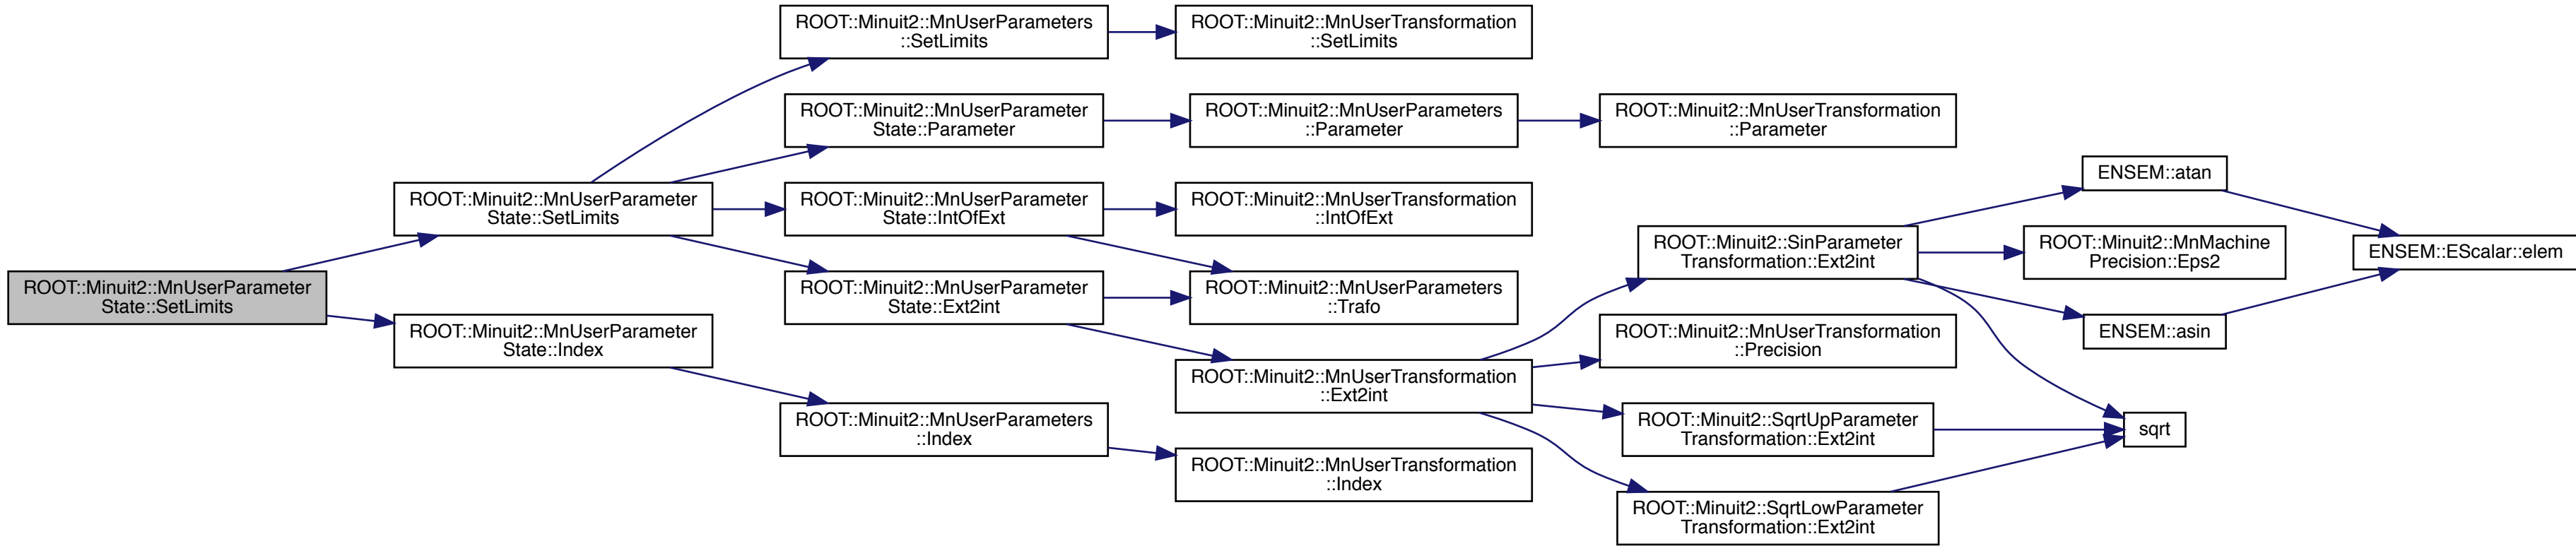 ROOT::Minuit2::MnUserParameter
State::SetLimits
ROOT::Minuit2::MnUserParameter
State::SetLimits
ROOT::Minuit2::MnUserParameter
State::Index
ROOT::Minuit2::MnUserParameters
::SetLimits
ROOT::Minuit2::MnUserParameter
State::Parameter
ROOT::Minuit2::MnUserParameter
State::IntOfExt
ROOT::Minuit2::MnUserParameter
State::Ext2int
ROOT::Minuit2::MnUserParameters
::Index
ROOT::Minuit2::MnUserTransformation
::SetLimits
ROOT::Minuit2::MnUserParameters
::Parameter
ROOT::Minuit2::MnUserTransformation
::IntOfExt
ROOT::Minuit2::MnUserParameters
::Trafo
ROOT::Minuit2::MnUserTransformation
::Ext2int
ROOT::Minuit2::MnUserTransformation
::Index
ROOT::Minuit2::MnUserTransformation
::Parameter
ROOT::Minuit2::SinParameter
Transformation::Ext2int
ROOT::Minuit2::MnUserTransformation
::Precision
ROOT::Minuit2::SqrtUpParameter
Transformation::Ext2int
ROOT::Minuit2::SqrtLowParameter
Transformation::Ext2int
ENSEM::atan
ROOT::Minuit2::MnMachine
Precision::Eps2
ENSEM::asin
sqrt
ENSEM::EScalar::elem